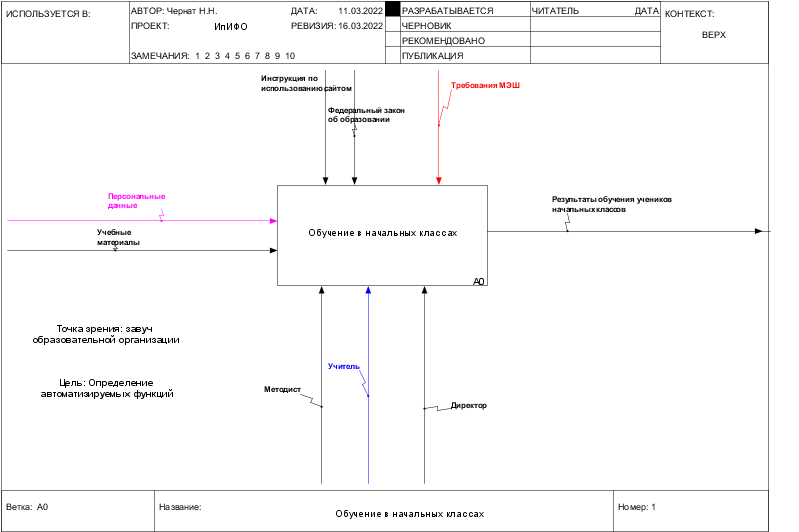 ИСПОЛЬЗУЕТСЯ В:
АВТОР: Чернат Н.Н.
ДАТА: 11.03.2022
РАЗРАБАТЫВАЕТСЯ
ЧИТАТЕЛЬ
ДАТА
КОНТЕКСТ:
ПРОЕКТ: ИпИФО
РЕВИЗИЯ: 16.03.2022
ЧЕРНОВИК
ВЕРХ
РЕКОМЕНДОВАНО
ЗАМЕЧАНИЯ: 1 2 3 4 5 6 7 8 9 10
ПУБЛИКАЦИЯ
Инструкция по
использованию сайтом
Федеральный закон
об образовании
Требования МЭШ
Персональные
данные
Учебные
материалы
Обучение в начальных классах
A0
Результаты обучения учеников
начальных классов
Точка зрения: завуч
образовательной организации
Цель: Определение
автоматизируемых функций
Методист
Учитель
Директор
Ветка: A0
Название:
Обучение в начальных классах
Номер: 1